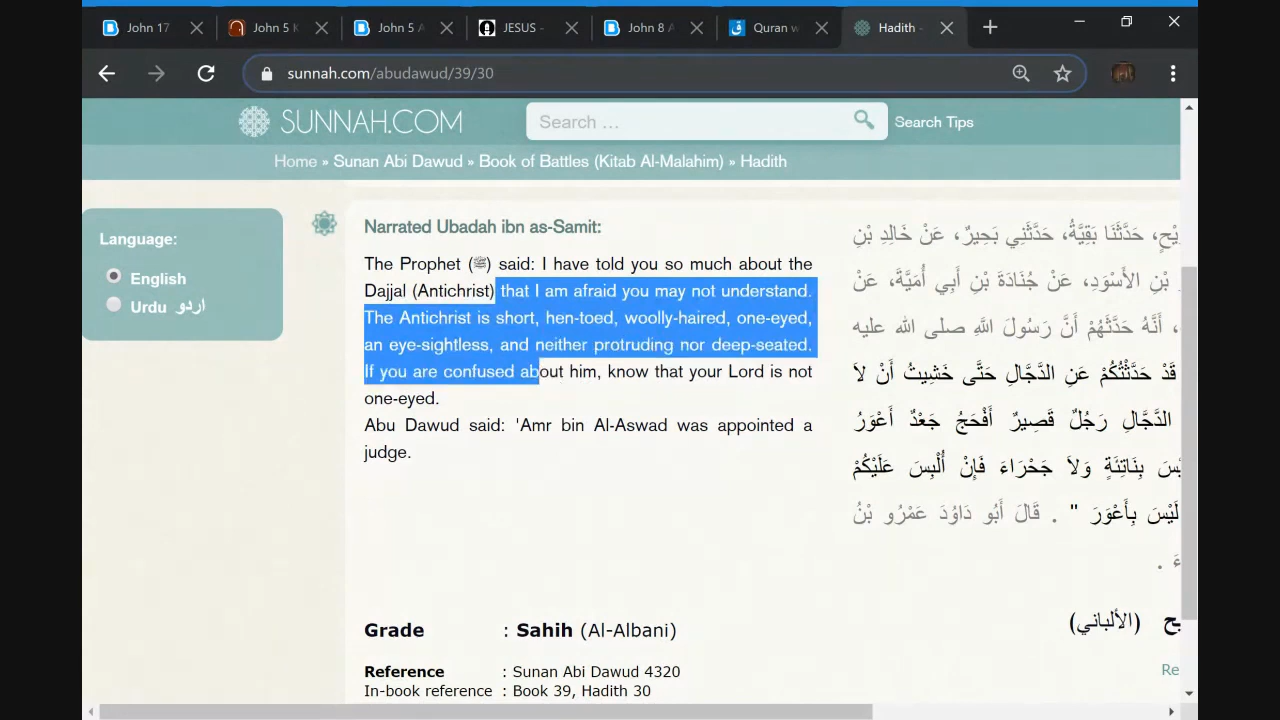 John 17
John 5 K
John 5 A
JESUS -
John 8 A
Quran w
Hadith -
sunnah.com/abudawud/39/30
SUNNAH.COM
Search ...
Search Tips
Home » Sunan Abi Dawud » Book of Battles (Kitab Al-Malahim) » Hadith
Language:
English
Urdu اردو
Narrated Ubadah ibn as-Samit:
The Prophet (ﷺ) said: I have told you so much about the
Dajjal (Antichrist) that I am afraid you may not understand.
The Antichrist is short, hen-toed, woolly-haired, one-eyed,
an eye-sightless, and neither protruding nor deep-seated.
If you are confused about him, know that your Lord is not
one-eyed.
Abu Dawud said: 'Amr bin Al-Aswad was appointed a
judge.
حَدَّثَنَا بَقِيَّةُ، حَدَّثَنِي بَحِيرٌ، عَنْ خَالِدِ بْنِ
بْنِ الأَسْوَدِ، عَنْ جُنَادَةَ بْنِ أَبِي أُمَيَّةَ، عَنْ
، أَنَّهُ حَدَّثَهُمْ أَنَّ رَسُولَ اللَّهِ صلى الله عليه
قَدْ حَدَّثْتُكُمْ عَنِ الدَّجَّالِ حَتَّى خَشِيتُ أَنْ لاَ
الدَّجَّالِ رَجُلٌ قَصِيرٌ أَفْحَجُ جَعْدٌ أَعْوَرُ
بِنَاتِئَةٍ وَلاَ جَحْرَاءَ فَإِنْ أُلْبِسَ عَلَيْكُمْ
لَيْسَ بِأَعْوَرَ " . قَالَ أَبُو دَاوُدَ عَمْرُو بْنُ
Grade : Sahih (Al-Albani)
(الألباني)
Reference : Sunan Abi Dawud 4320
In-book reference : Book 39, Hadith 30
Re